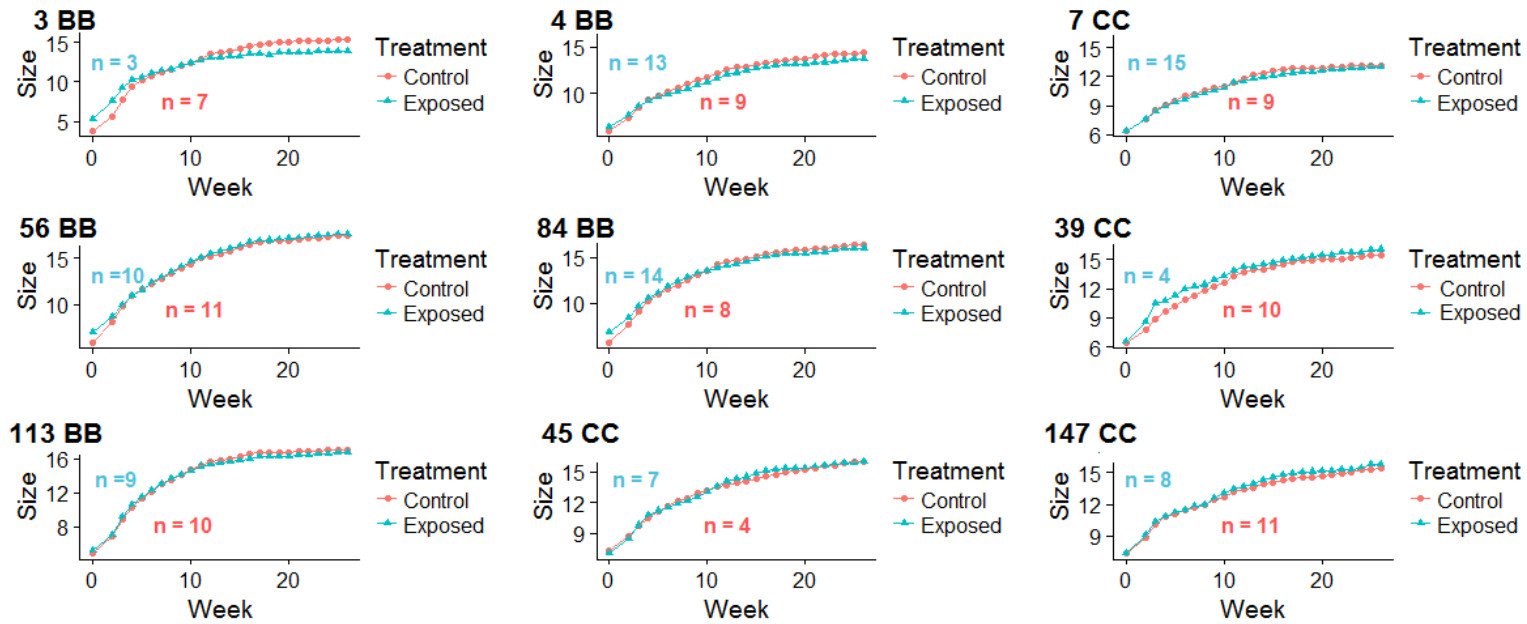 3 BB
Size
15
10
5
n = 3
n = 7
0 10 20
Week
Treatment
Control
Exposed
4 BB
Size
15
10
n = 13
n = 9
0 10 20
Week
Treatment
Control
Exposed
7 CC
Size
15
12
9
6
n = 15
n = 9
0 10 20
Week
Treatment
Control
Exposed
56 BB
Size
15
10
n =10
n = 11
0 10 20
Week
Treatment
Control
Exposed
84 BB
Size
15
10
n = 14
n = 8
0 10 20
Week
Treatment
Control
Exposed
39 CC
Size
15
12
9
6
n = 4
n = 10
0 10 20
Week
Treatment
Control
Exposed
113 BB
Size
16
12
8
n =9
n = 10
0 10 20
Week
Treatment
Control
Exposed
45 CC
Size
15
12
9
n = 7
n = 4
0 10 20
Week
Treatment
Control
Exposed
147 CC
Size
15
12
9
n = 8
n = 11
0 10 20
Week
Treatment
Control
Exposed